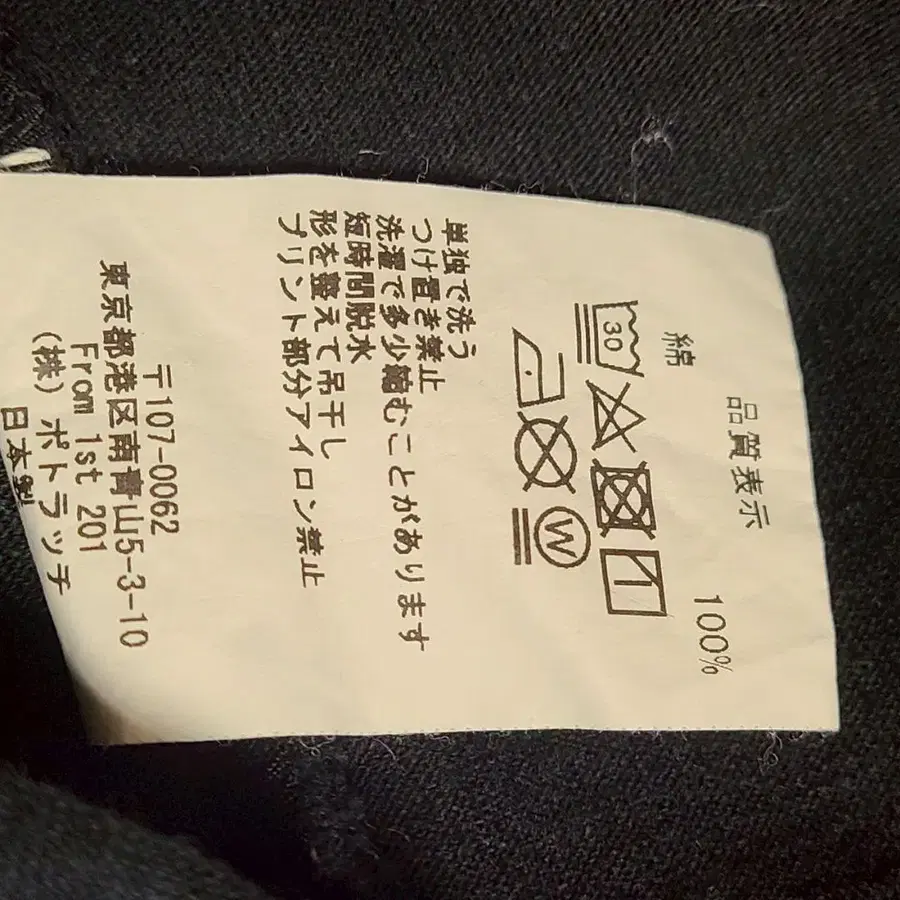 品質表示
綿 100%
30
W
単独で洗う
つけ置き禁止
洗濯で多少縮むことがあります
短時間脱水
形を整えて吊干し
プリント部分アイロン禁止
〒107-0062
東京都港区南青山5-3-10
From 1st 201
(株) ポトラッチ
日本製